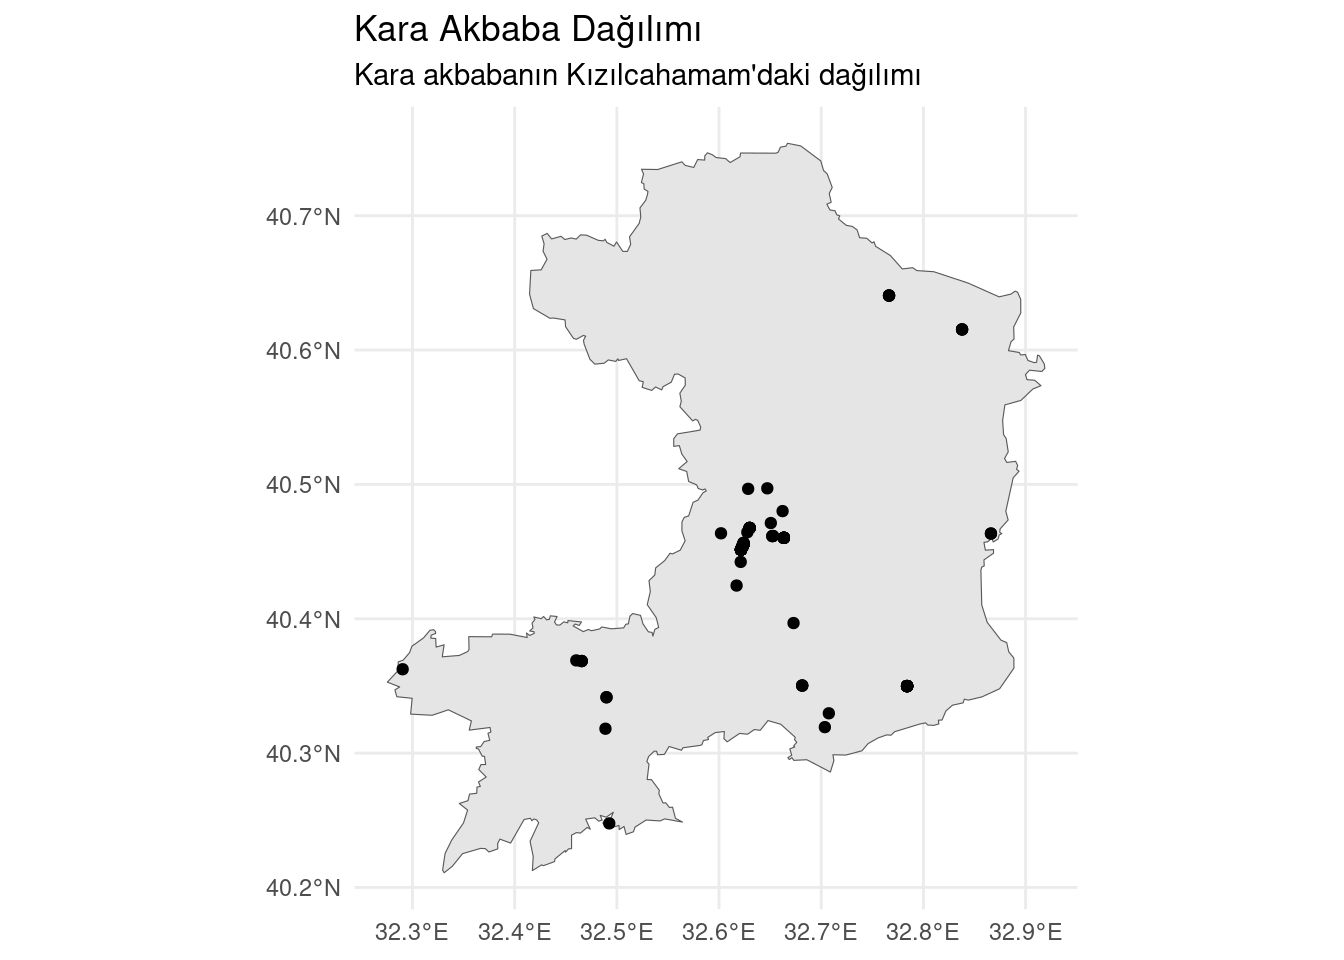 Kara Akbaba Dağılımı
Kara akbabanın Kızılcahamam'daki dağılımı
40.7°N
40.6°N
40.5°N
40.4°N
40.3°N
40.2°N
32.3°E 32.4°E 32.5°E 32.6°E 32.7°E 32.8°E 32.9°E